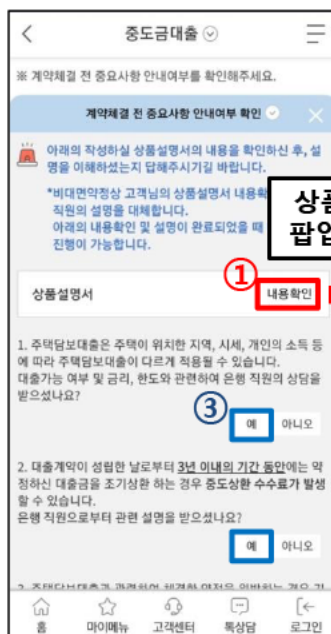 중도금대출
※ 계약체결 전 중요사항 안내여부를 확인해주세요.
계약체결 전 중요사항 안내여부 확인
아래의 작성하실 상품설명서의 내용을 확인하신 후, 설
명을 이해하셨는지 답해주시기길 바랍니다.
*비대면약정상 고객님의 상품설명서 내용확
직원의 설명을 대체합니다.
아래의 내용확인 및 설명이 완료되었을 때
진행이 가능합니다.
상품
팝업
①
상품설명서
내용확인
1. 주택담보대출은 주택이 위치한 지역, 시세, 개인의 소득 등
에 따라 주택담보대출이 다르게 적용될 수 있습니다.
대출가능 여부 및 금리, 한도와 관련하여 은행 직원의 상담을
받으셨나요?
③
예 아니오
2. 대출계약이 성립한 날로부터 3년 이내의 기간 동안에는 약
정하신 대출금을 조기상환 하는 경우 중도상환 수수료가 발생
할 수 있습니다.
은행 직원으로부터 관련 설명을 받으셨나요?
예 아니오
홈 마이메뉴 고객센터 톡상담 로그인